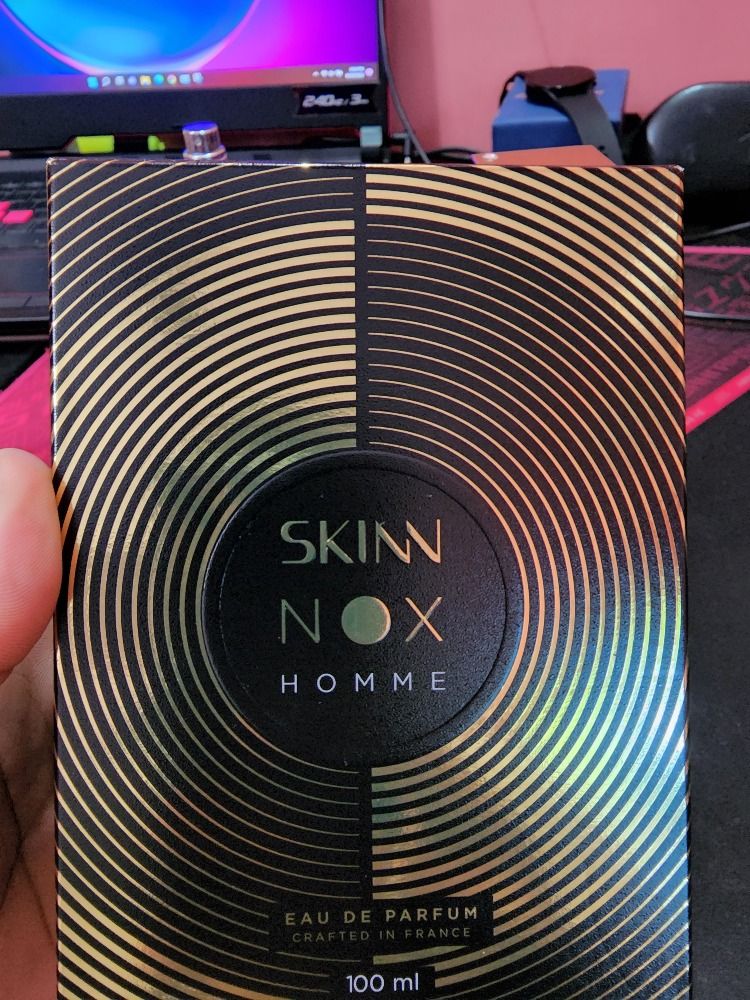 SKINN
NOX
HOMME
EAU DE PARFUM
CRAFTED IN FRANCE
100 ml